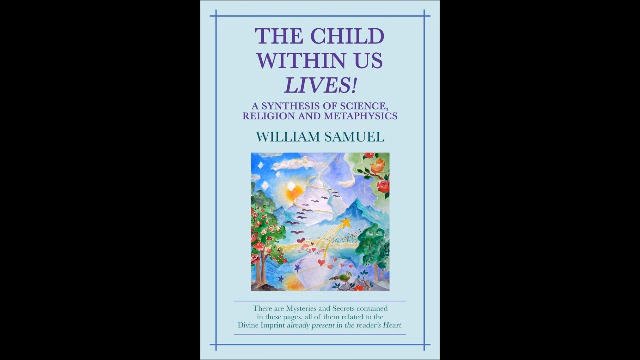 THE CHILD
WITHIN US
LIVES!
A SYNTHESIS OF SCIENCE,
RELIGION AND METAPHYSICS
WILLIAM SAMUEL
There are Mysteries and Secrets contained
in these pages, all of them related to the
Divine Imprint already present in the reader's Heart